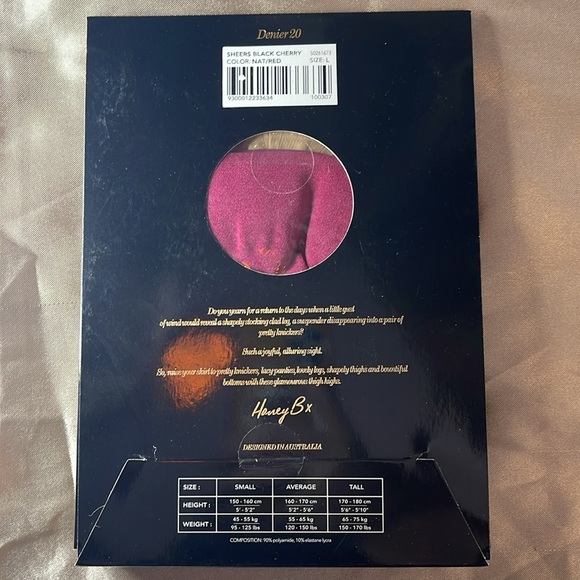 Denier 20
SHEERS BLACK CHERRY 50261673
COLOR: NAT/RED SIZE: L
9300012233634 100307
Do you yearn for a return to the days when a little gust
of wind would reveal a shapely stocking clad leg, a suspender disappearing into a pair of
pretty knickers?
Such a joyful, alluring sight.
So, raise your skirt to pretty knickers, lacy panties, lovely legs, shapely thighs and bountiful
bottoms with these glamourous thigh highs.
Honey B x
DESIGNED IN AUSTRALIA
SIZE : SMALL AVERAGE TALL
HEIGHT: 150 - 160 cm 160 - 170 cm 170 - 180 cm
5' - 5'2" 5'2" - 5'6" 5'6" - 5'10"
WEIGHT: 45 - 55 kg 55 - 65 kg 65 - 75 kg
95 - 125 lbs 120 - 150 lbs 150 - 170 lbs
COMPOSITION: 90% polyamide, 10% elastane lycra